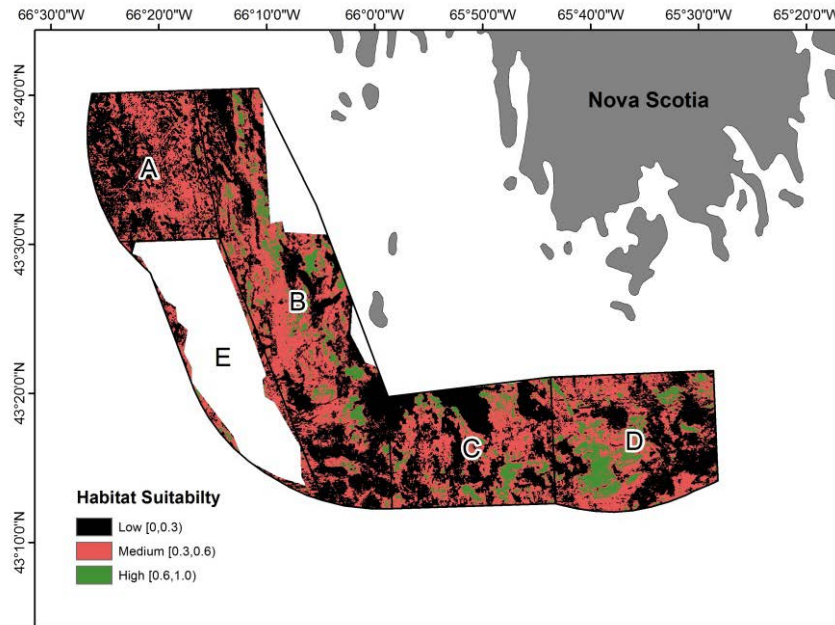 66°30'0"W 66°20'0"W 66°10'0"W 66°0'0"W 65°50'0"W 65°40'0"W 65°30'0"W 65°20'0"W
43°40'0"N
Nova Scotia
A
43°30'0"N
B
E
43°20'0"N
C
D
Habitat Suitabilty
Low [0,0.3)
Medium [0.3,0.6)
High [0.6,1.0)
43°10'0"N